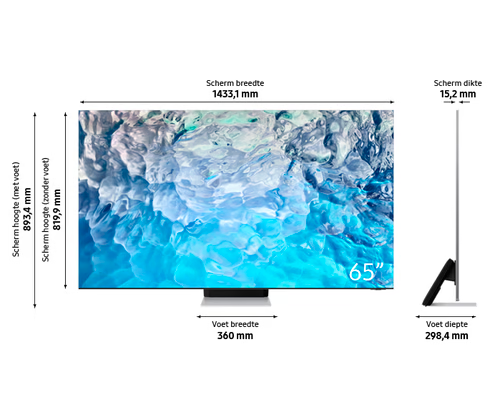 Scherm breedte
1433,1 mm
Scherm dikte
15,2 mm
Scherm hoogte (met voet)
893,4 mm
Scherm hoogte (zonder voet)
819,9 mm
65”
Voet breedte
360 mm
Voet diepte
298,4 mm